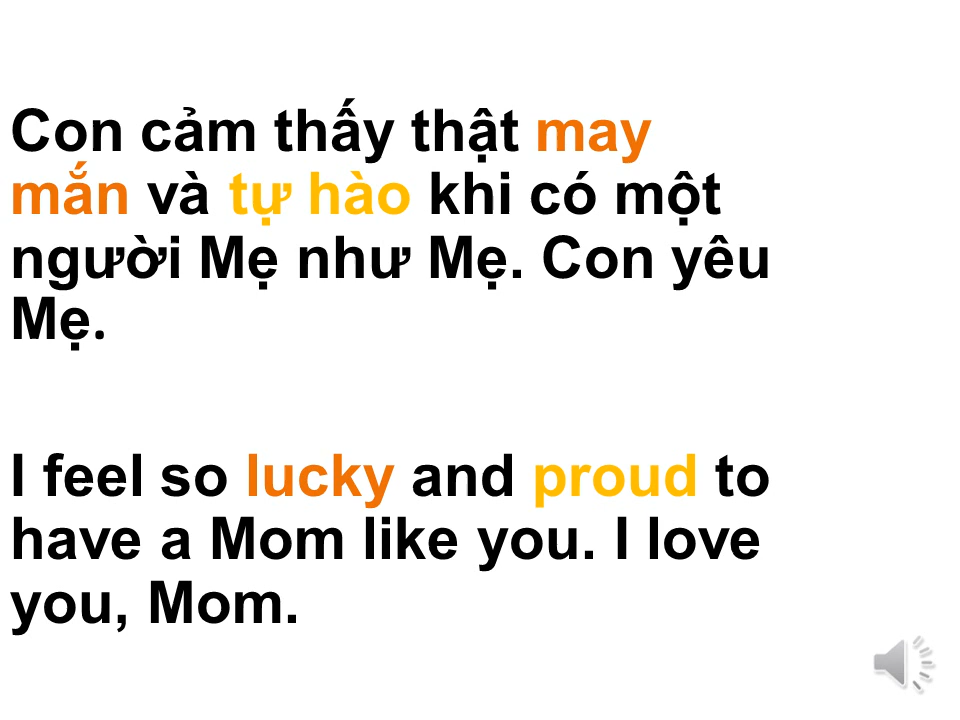 Con cảm thấy thật may
mắn và tự hào khi có một
người Mẹ như Mẹ. Con yêu
Mẹ.
I feel so lucky and proud to
have a Mom like you. I love
you, Mom.